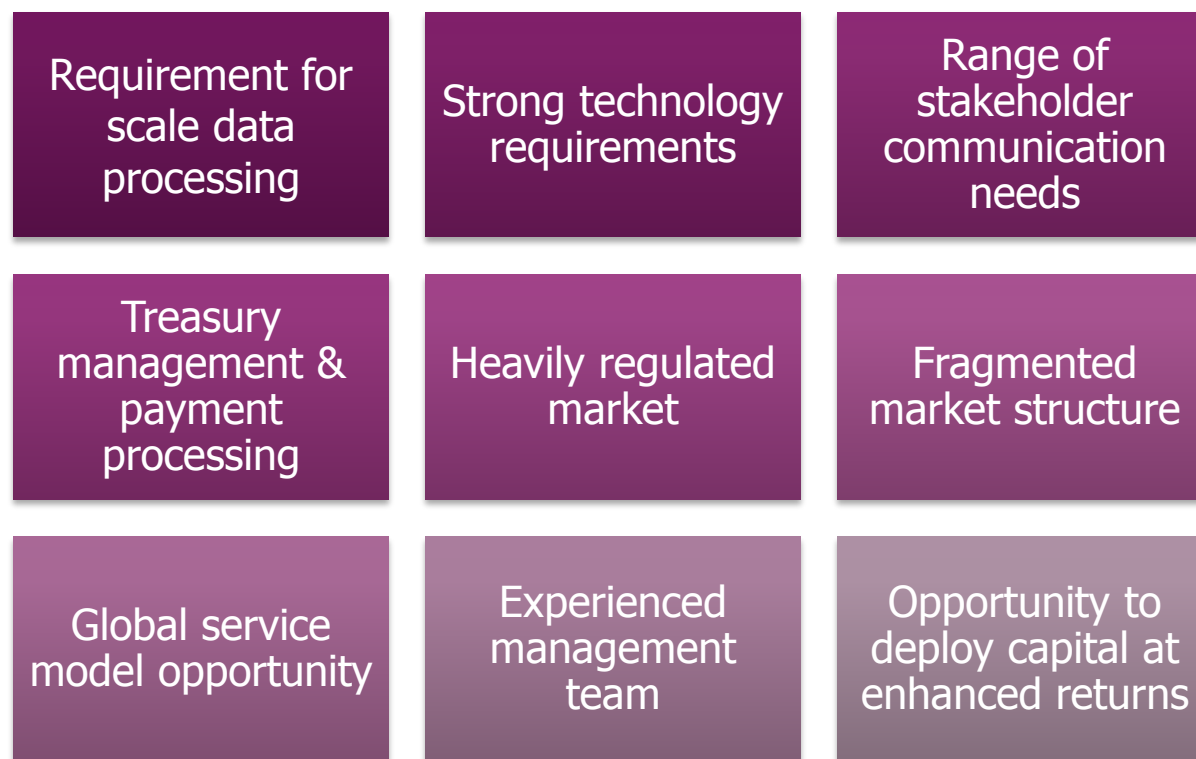 Requirement for
scale data
processing
Strong technology
requirements
Range of
stakeholder
communication
needs
Treasury
management &
payment
processing
Heavily regulated
market
Fragmented
market structure
Global service
model opportunity
Experienced
management
team
Opportunity to
deploy capital at
enhanced returns